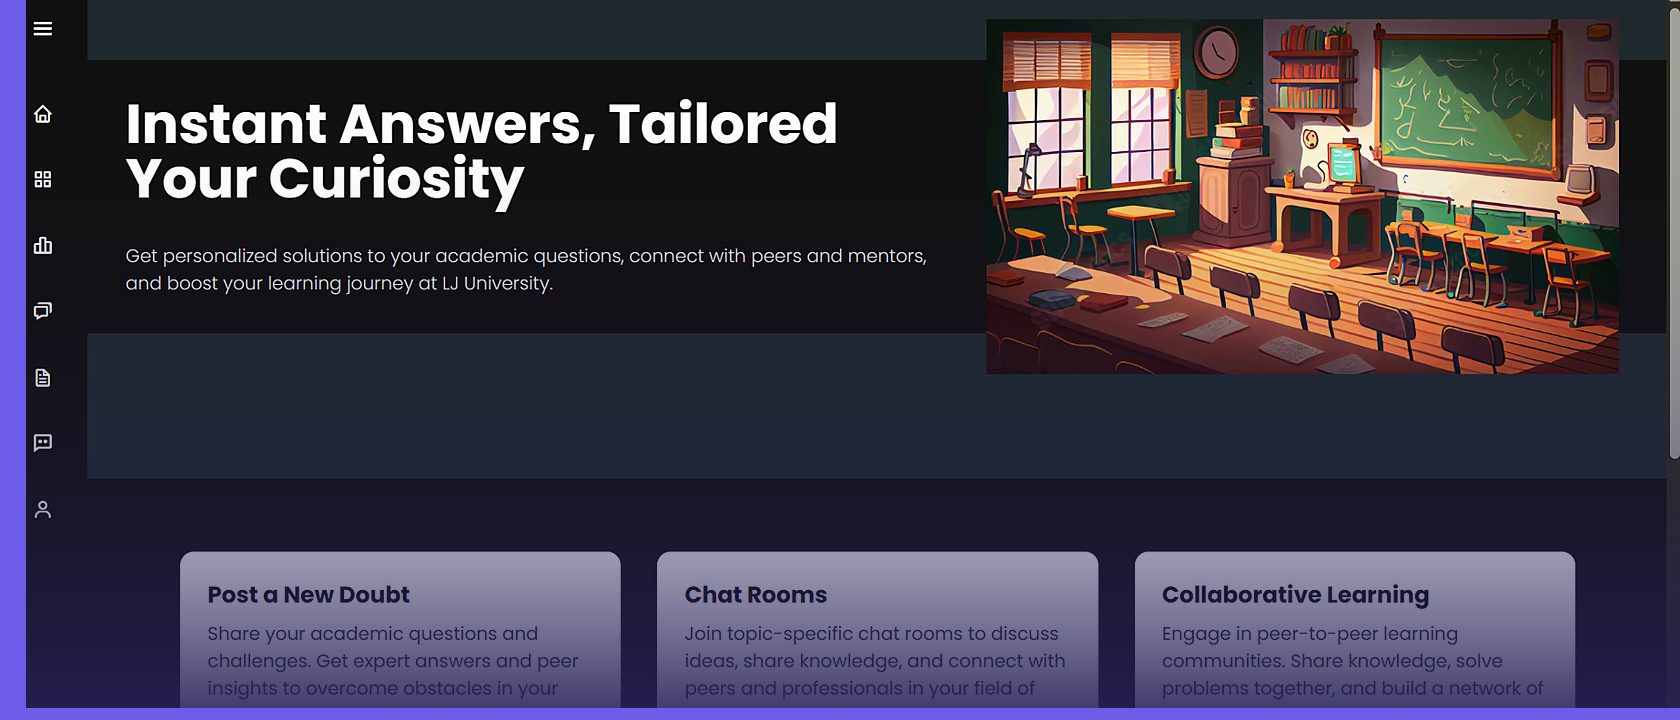 Instant Answers, Tailored
Your Curiosity
Get personalized solutions to your academic questions, connect with peers and mentors,
and boost your learning journey at LJ University.
Post a New Doubt
Share your academic questions and
challenges. Get expert answers and peer
insights to overcome obstacles in your
Chat Rooms
Join topic-specific chat rooms to discuss
ideas, share knowledge, and connect with
peers and professionals in your field of
Collaborative Learning
Engage in peer-to-peer learning
communities. Share knowledge, solve
problems together, and build a network of